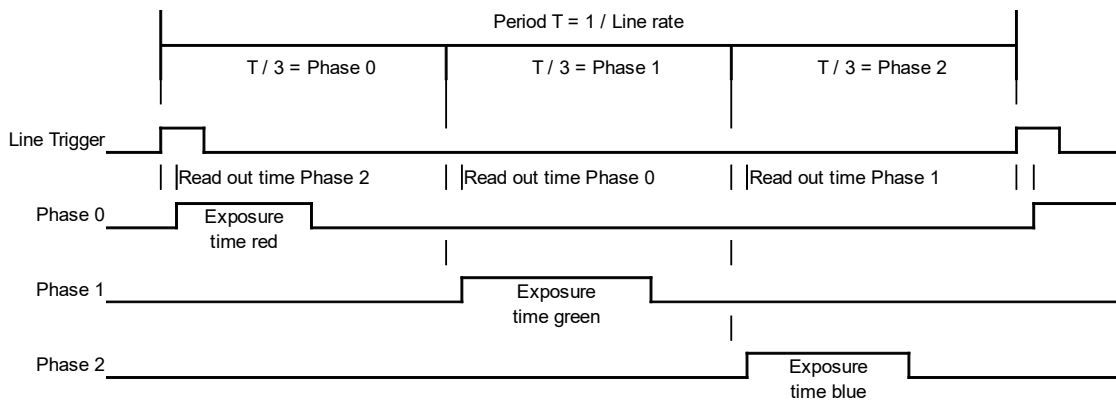 Period T = 1 / Line rate
T / 3 = Phase 0 T / 3 = Phase 1 T / 3 = Phase 2
Line Trigger
Read out time Phase 2 Read out time Phase 0 Read out time Phase 1
Phase 0
Exposure
time red
Phase 1
Exposure
time green
Phase 2
Exposure
time blue